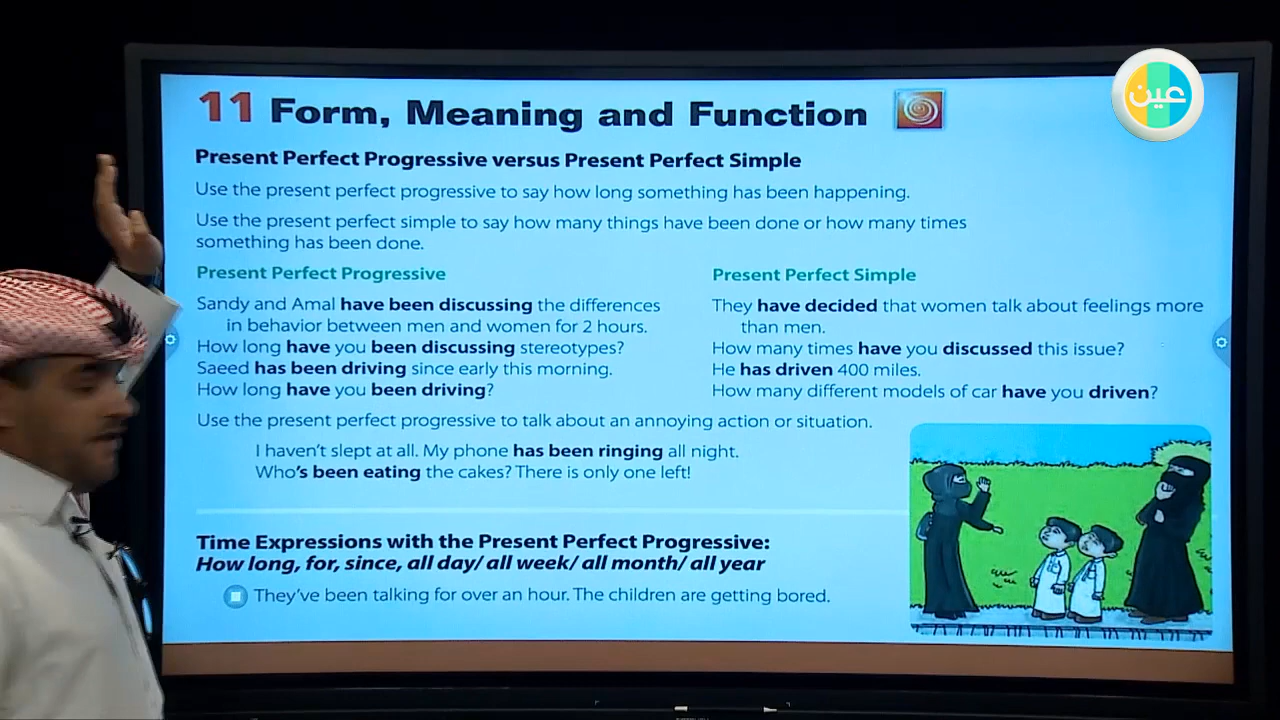 عين
11 Form, Meaning and Function
Present Perfect Progressive versus Present Perfect Simple
Use the present perfect progressive to say how long something has been happening.
Use the present perfect simple to say how many things have been done or how many times
something has been done.
Present Perfect Progressive
Sandy and Amal have been discussing the differences
in behavior between men and women for 2 hours.
How long have you been discussing stereotypes?
Saeed has been driving since early this morning.
How long have you been driving?
Present Perfect Simple
They have decided that women talk about feelings more
than men.
How many times have you discussed this issue?
He has driven 400 miles.
How many different models of car have you driven?
Use the present perfect progressive to talk about an annoying action or situation.
I haven't slept at all. My phone has been ringing all night.
Who's been eating the cakes? There is only one left!
Time Expressions with the Present Perfect Progressive:
How long, for, since, all day/ all week/ all month/ all year
They've been talking for over an hour. The children are getting bored.